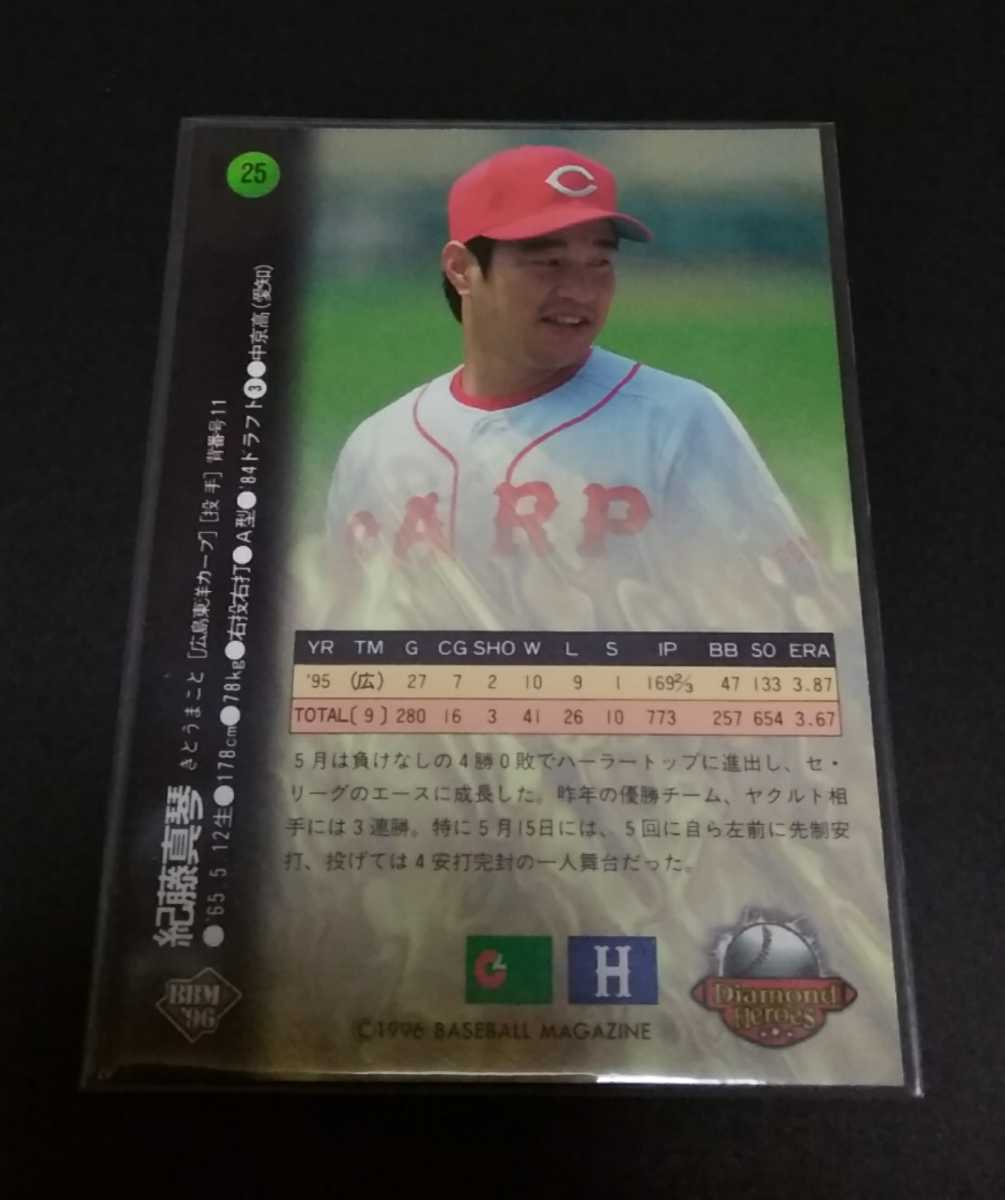 25
紀藤真琴 きとうまこと [広島東洋カープ] [投手] 背番号11
●'65.5.12生●178cm●78kg●右投右打●A型●'84ドラフト③●中京高(愛知)
C
CARP
YR TM G CG SHO W L S IP BB SO ERA
'95 (広) 27 7 2 10 9 1 169⅔ 47 133 3.87
TOTAL(9) 280 16 3 41 26 10 773 257 654 3.67
5月は負けなしの4勝0敗でハーラートップに進出し、セ・
リーグのエースに成長した。昨年の優勝チーム、ヤクルト相
手には3連勝。特に5月15日には、5回に自ら左前に先制安
打、投げては4安打完封の一人舞台だった。
BBM
'96
CL
H
Diamond
Heroes
©1996 BASEBALL MAGAZINE